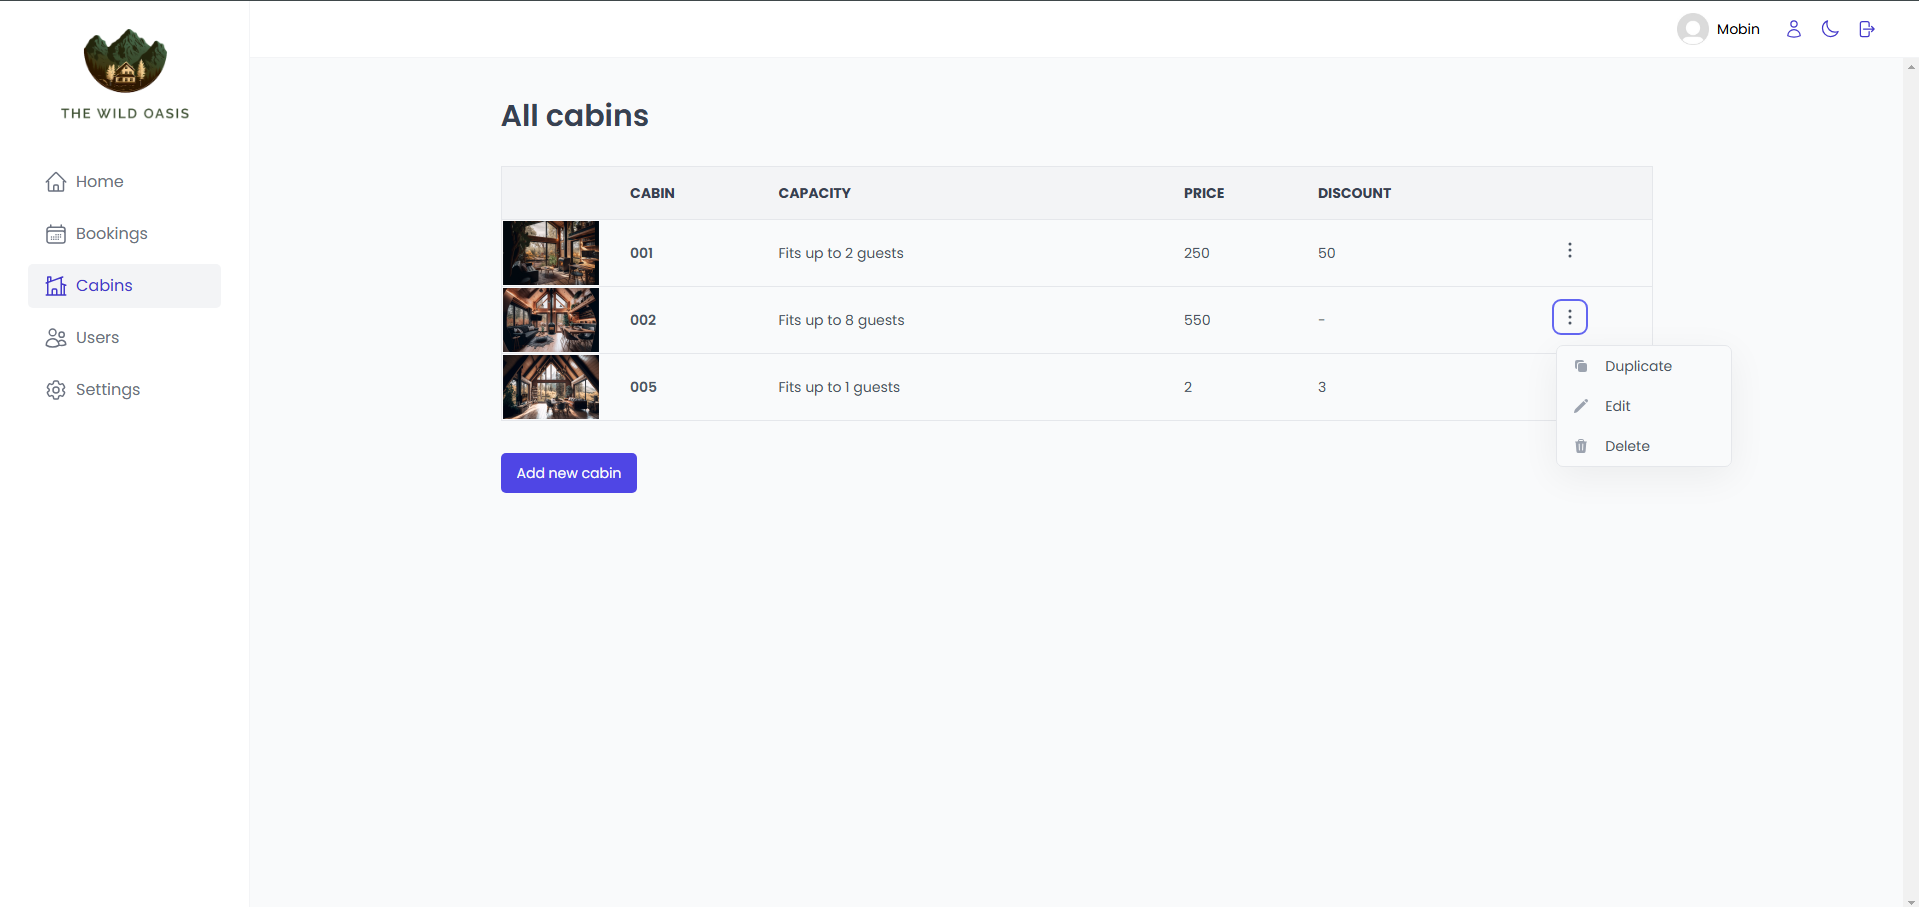 THE WILD OASIS
Home
Bookings
Cabins
Users
Settings
Mobin
All cabins
CABIN CAPACITY PRICE DISCOUNT
001 Fits up to 2 guests 250 50
002 Fits up to 8 guests 550 -
005 Fits up to 1 guests 2 3
Duplicate
Edit
Delete
Add new cabin